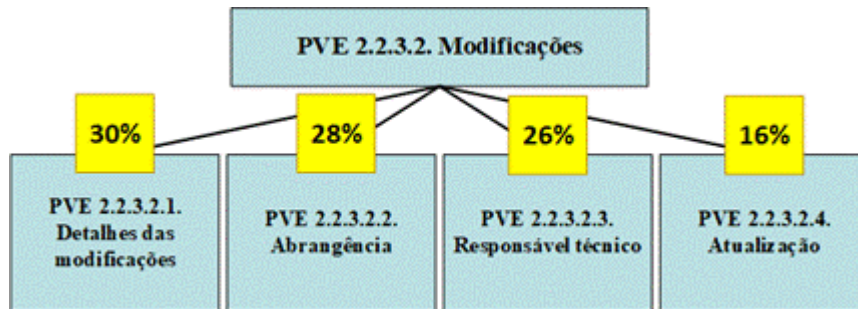 PVE 2.2.3.2. Modificações
30%
28%
26%
16%
PVE 2.2.3.2.1.
Detalhes das
modificações
PVE 2.2.3.2.2.
Abrangência
PVE 2.2.3.2.3.
Responsável técnico
PVE 2.2.3.2.4.
Atualização